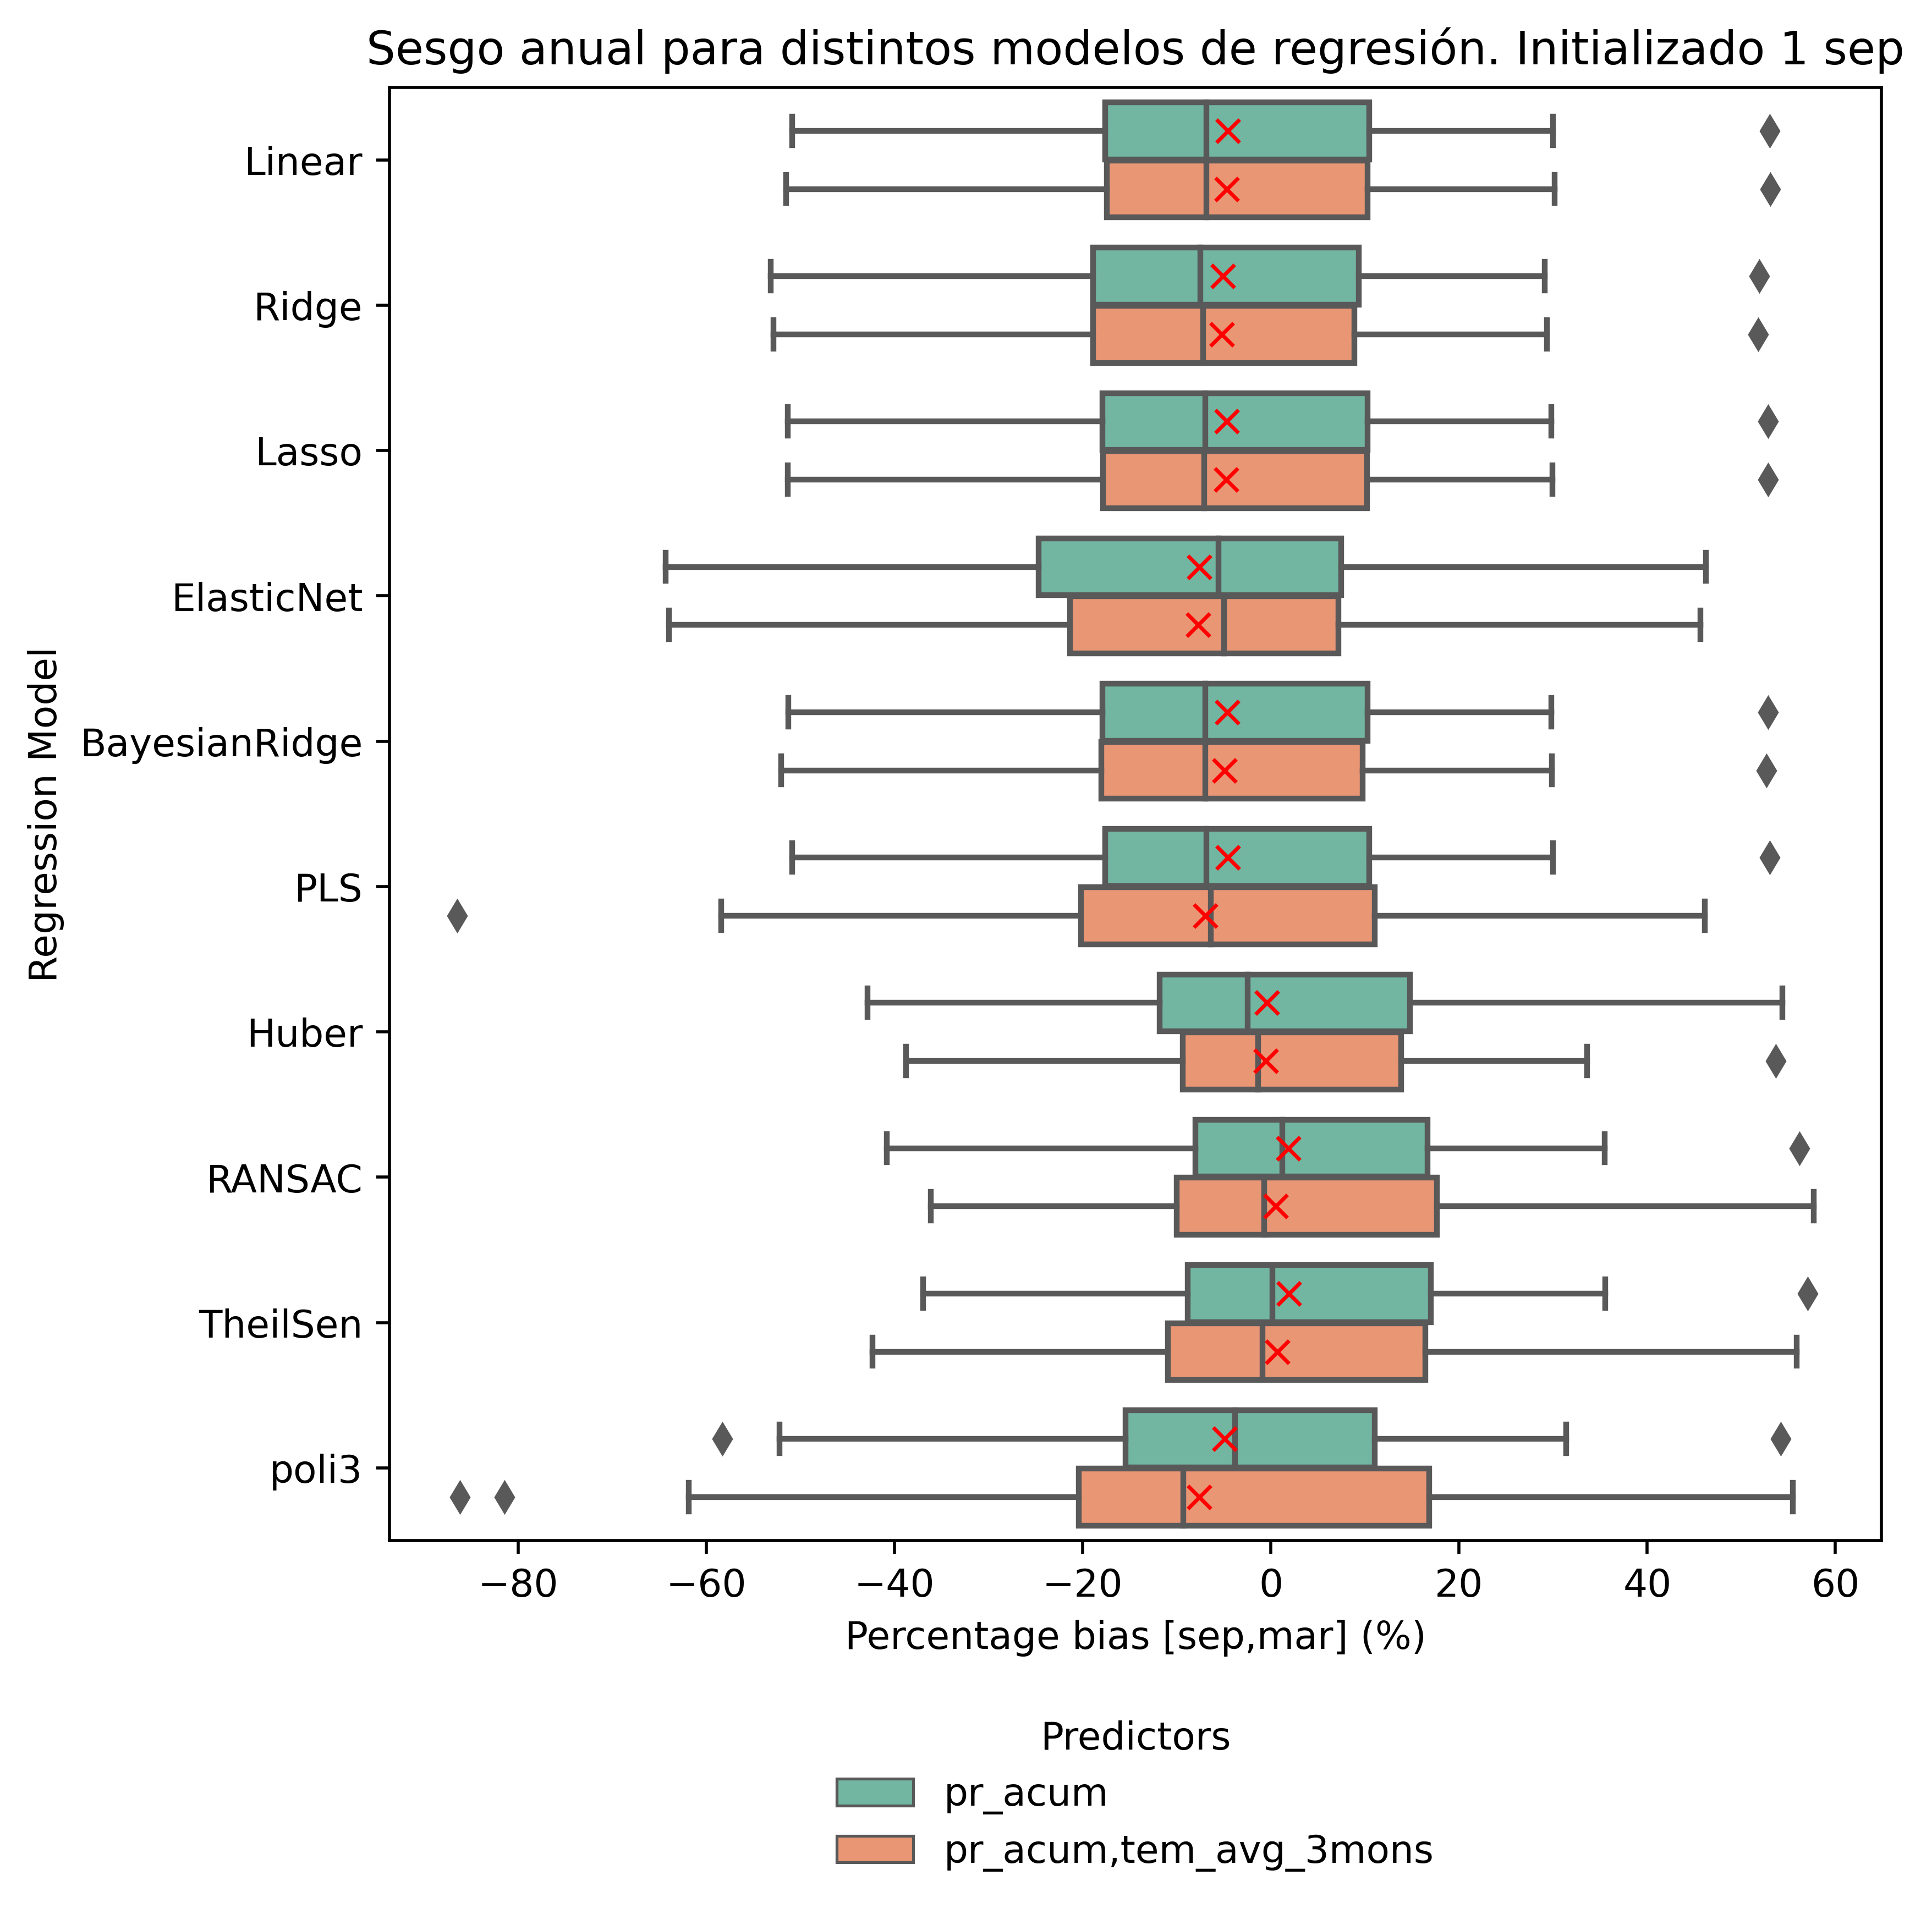 Sesgo anual para distintos modelos de regresión. Initializado 1 sep
Regression Model
Linear
Ridge
Lasso
ElasticNet
BayesianRidge
PLS
Huber
RANSAC
TheilSen
poli3
−80 −60 −40 −20 0 20 40 60
Percentage bias [sep,mar] (%)
Predictors
pr_acum
pr_acum,tem_avg_3mons